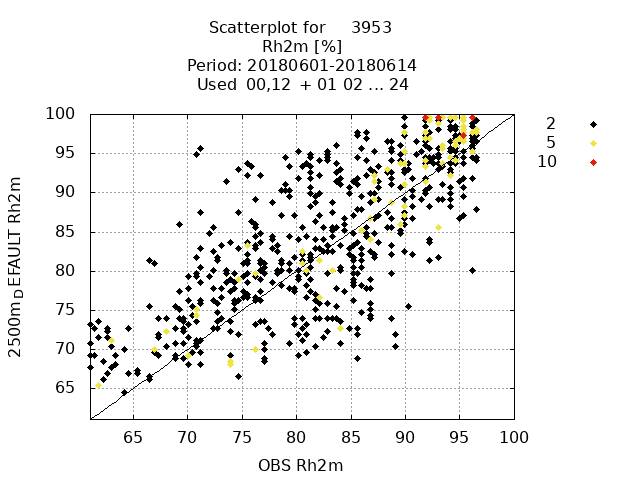 Scatterplot for 3953
Rh2m [%]
Period: 20180601-20180614
Used 00,12 + 01 02 ... 24
2
5
10
100
95
90
85
80
75
70
65
2500m_DEFAULT Rh2m
65 70 75 80 85 90 95 100
OBS Rh2m